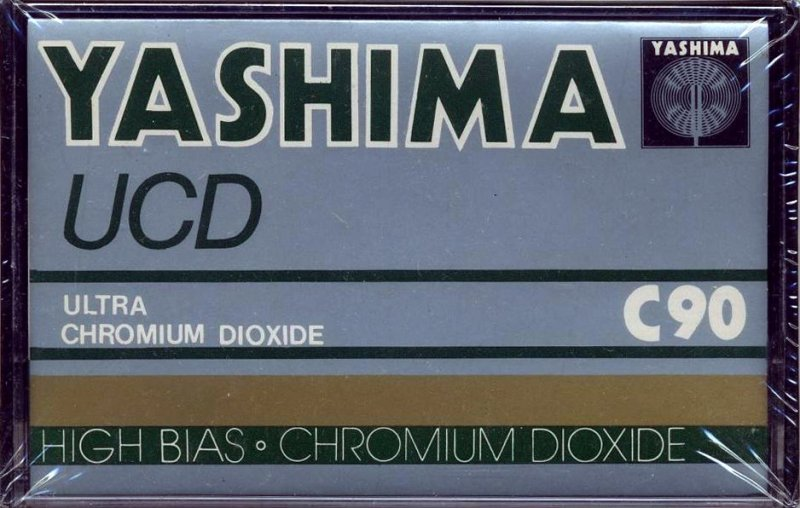 YASHIMA
YASHIMA
UCD
ULTRA
CHROMIUM DIOXIDE
C90
HIGH BIAS • CHROMIUM DIOXIDE